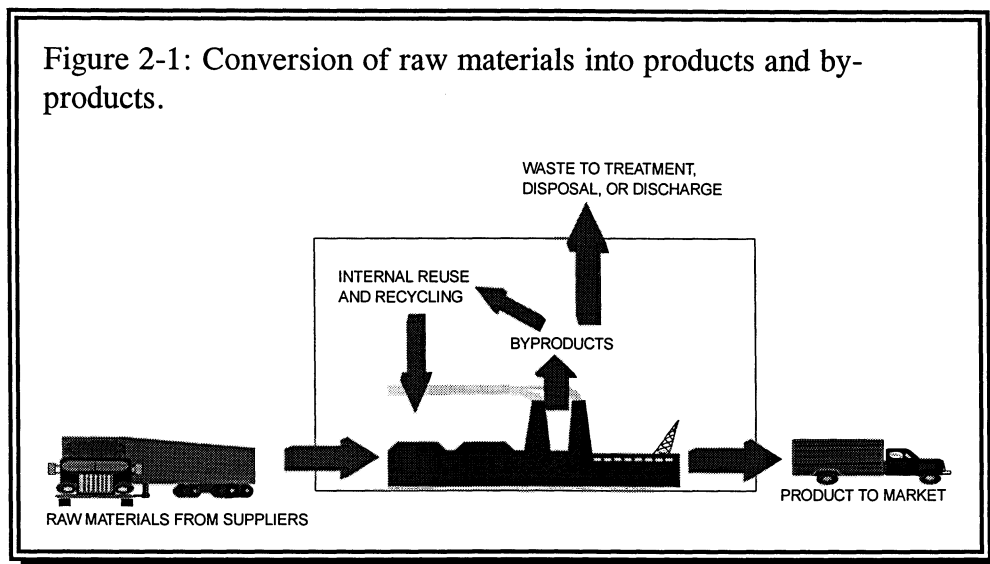 Figure 2-1: Conversion of raw materials into products and by-
products.
WASTE TO TREATMENT,
DISPOSAL, OR DISCHARGE
INTERNAL REUSE
AND RECYCLING
BYPRODUCTS
PRODUCT TO MARKET
RAW MATERIALS FROM SUPPLIERS